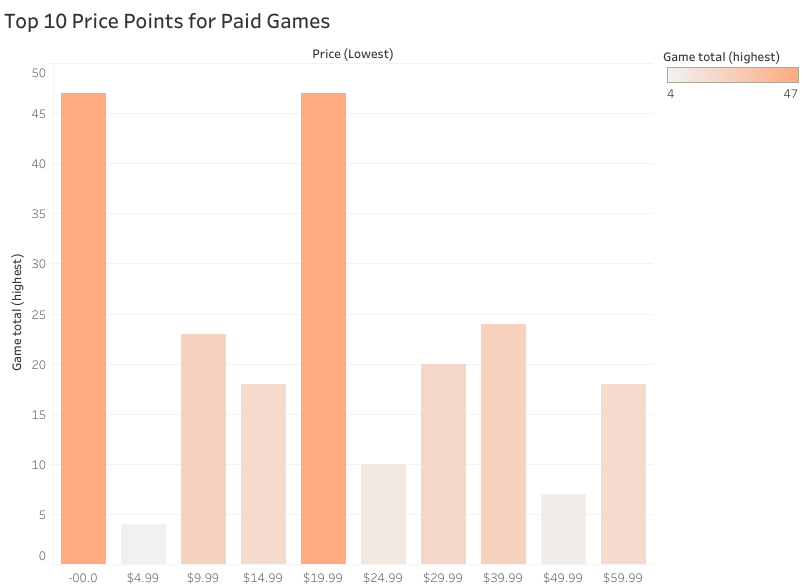 Top 10 Price Points for Paid Games
Price (Lowest)
Game total (highest)
4 47
Game total (highest)
50
45
40
35
30
25
20
15
10
5
0
-00.0 $4.99 $9.99 $14.99 $19.99 $24.99 $29.99 $39.99 $49.99 $59.99